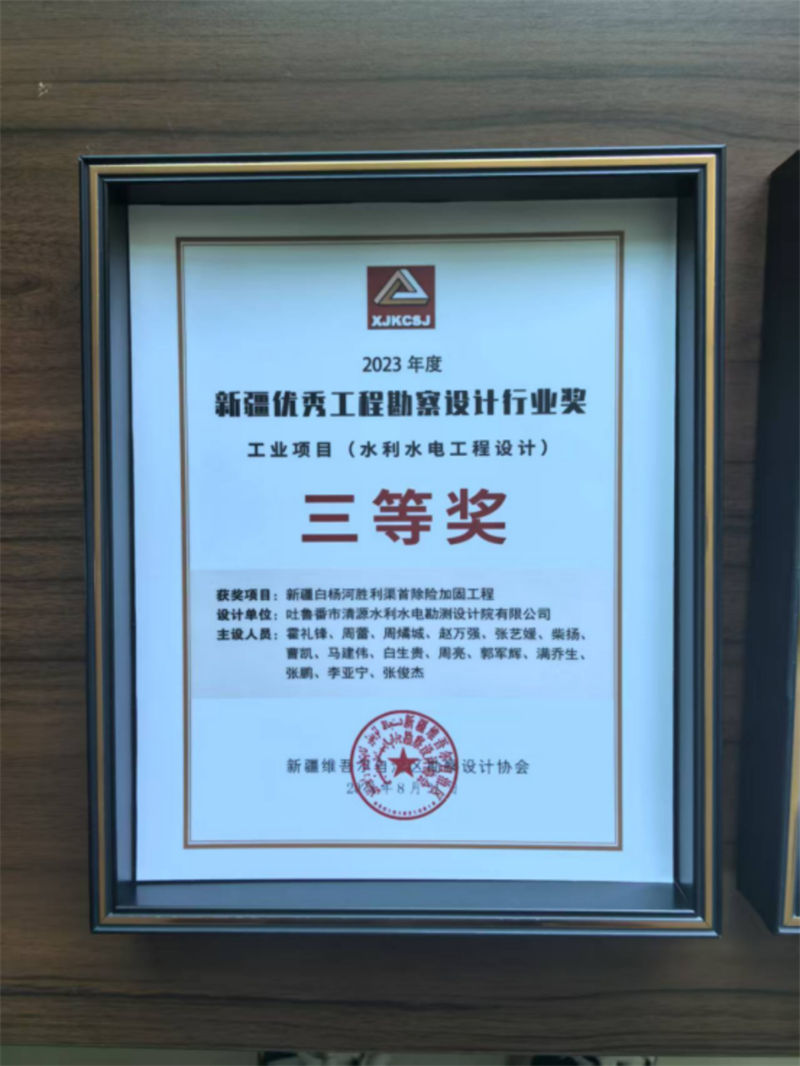 XJKCSJ
2023 年度
新疆优秀工程勘察设计行业奖
工业项目（水利水电工程设计）
三等奖
获奖项目：新疆白杨河胜利渠首除险加固工程
设计单位：吐鲁番市清源水利水电勘测设计院有限公司
主设人员：霍礼锋、周蕾、周燏城、赵万强、张艺嫒、柴扬、
曹凯、马建伟、白生贵、周亮、郭军辉、满乔生、
张鹏、李亚宁、张俊杰
新疆维吾尔自治区勘察设计协会
年8月